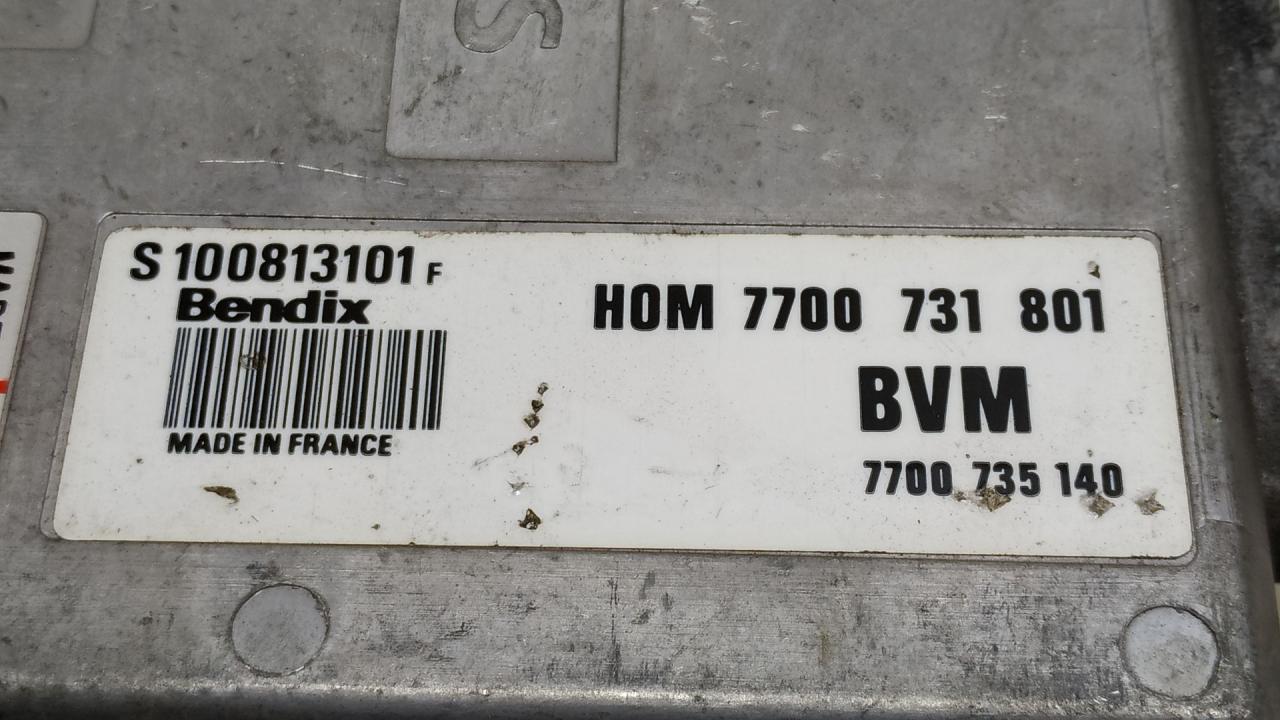 S
S 100813101 F
Bendix
MADE IN FRANCE
HOM 7700 731 801
BVM
7700 735 140